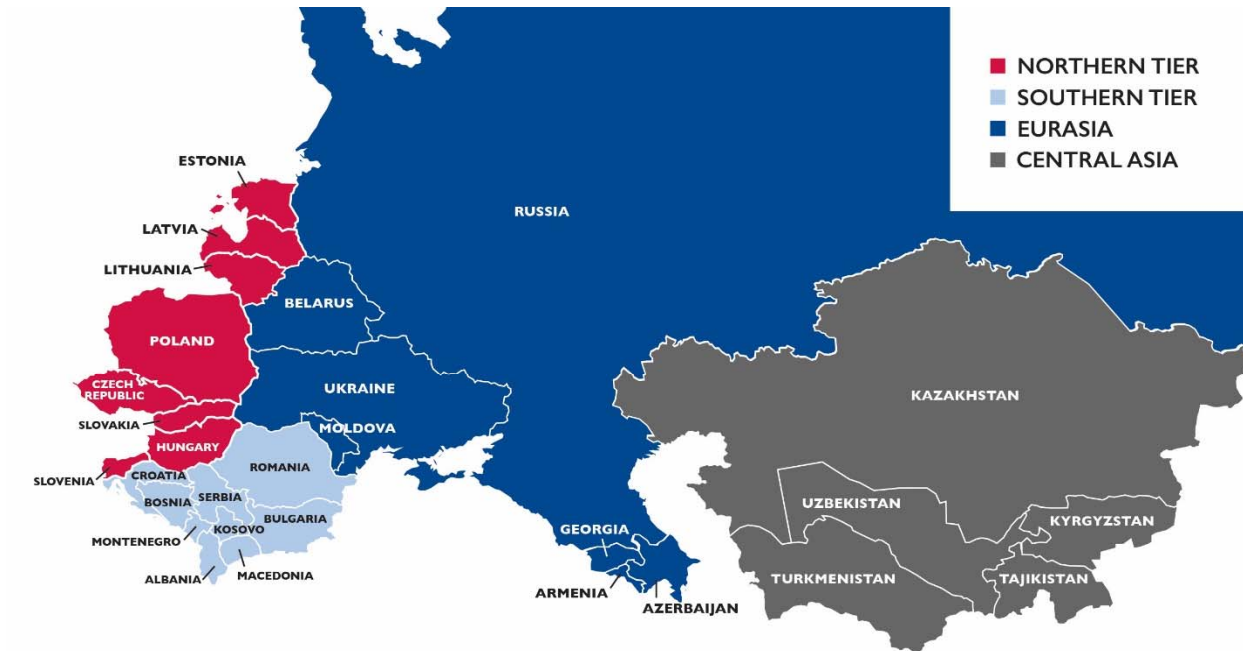 NORTHERN TIER
SOUTHERN TIER
EURASIA
CENTRAL ASIA
ESTONIA
RUSSIA
LATVIA
LITHUANIA
BELARUS
POLAND
CZECH
REPUBLIC
UKRAINE
KAZAKHSTAN
SLOVAKIA
MOLDOVA
HUNGARY
ROMANIA
SLOVENIA
CROATIA
BOSNIA
SERBIA
UZBEKISTAN
BULGARIA
KYRGYZSTAN
KOSOVO
GEORGIA
MONTENEGRO
ALBANIA
MACEDONIA
TURKMENISTAN
TAJIKISTAN
ARMENIA
AZERBAIJAN